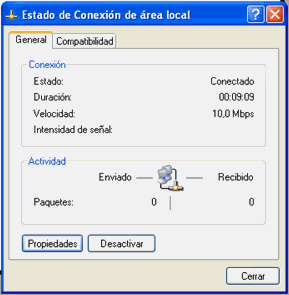 Estado de Conexión de área local
General Compatibilidad
Conexión
Estado: Conectado
Duración: 00:09:09
Velocidad: 10,0 Mbps
Intensidad de señal:
Actividad
Enviado Recibido
Paquetes: 0 0
Propiedades Desactivar
Cerrar